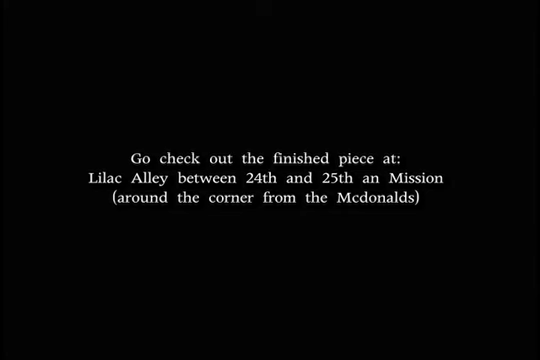 Go check out the finished piece at:
Lilac Alley between 24th and 25th an Mission
(around the corner from the Mcdonalds)